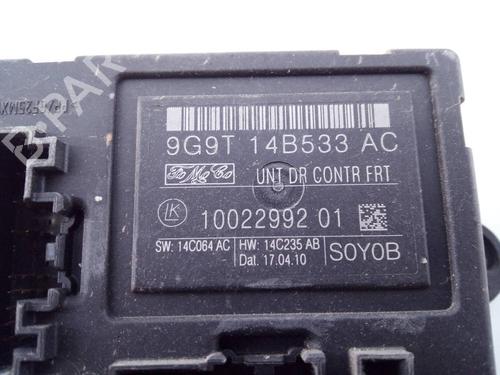 9G9T 14B533 AC
FoMoCo UNT DR CONTR FRT
LK 10022992 01
SW: 14C064 AC HW: 14C235 AB S0Y0B
Dat. 17.04.10